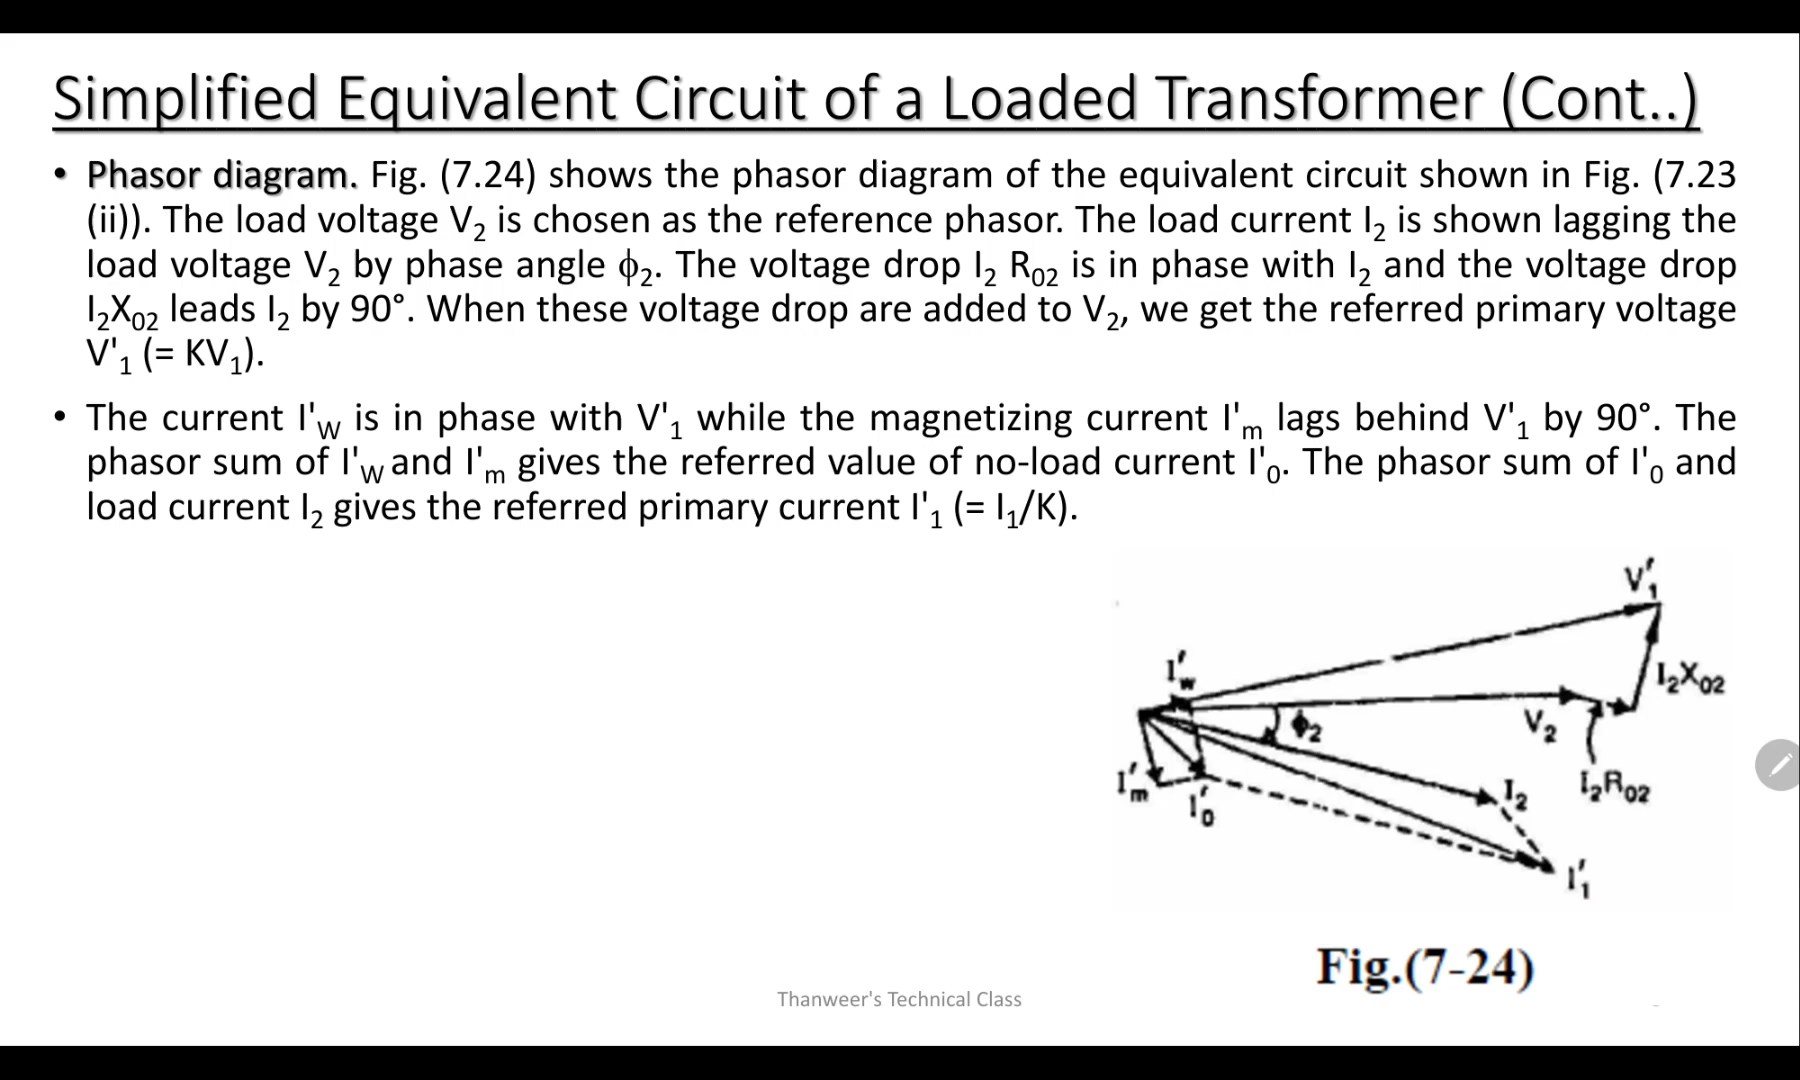 Simplified Equivalent Circuit of a Loaded Transformer (Cont..)
• Phasor diagram. Fig. (7.24) shows the phasor diagram of the equivalent circuit shown in Fig. (7.23
(ii)). The load voltage V₂ is chosen as the reference phasor. The load current I₂ is shown lagging the
load voltage V₂ by phase angle ϕ₂. The voltage drop I₂ R₀₂ is in phase with I₂ and the voltage drop
I₂X₀₂ leads I₂ by 90°. When these voltage drop are added to V₂, we get the referred primary voltage
V'₁ (= KV₁).
• The current I'w is in phase with V'₁ while the magnetizing current I'm lags behind V'₁ by 90°. The
phasor sum of I'w and I'm gives the referred value of no-load current I'₀. The phasor sum of I'₀ and
load current I₂ gives the referred primary current I'₁ (= I₁/K).
V'₁
I'w
I₂X₀₂
ϕ₂
V₂
I'm
I'₀
I₂
I₂R₀₂
I'₁
Fig.(7-24)
Thanweer's Technical Class